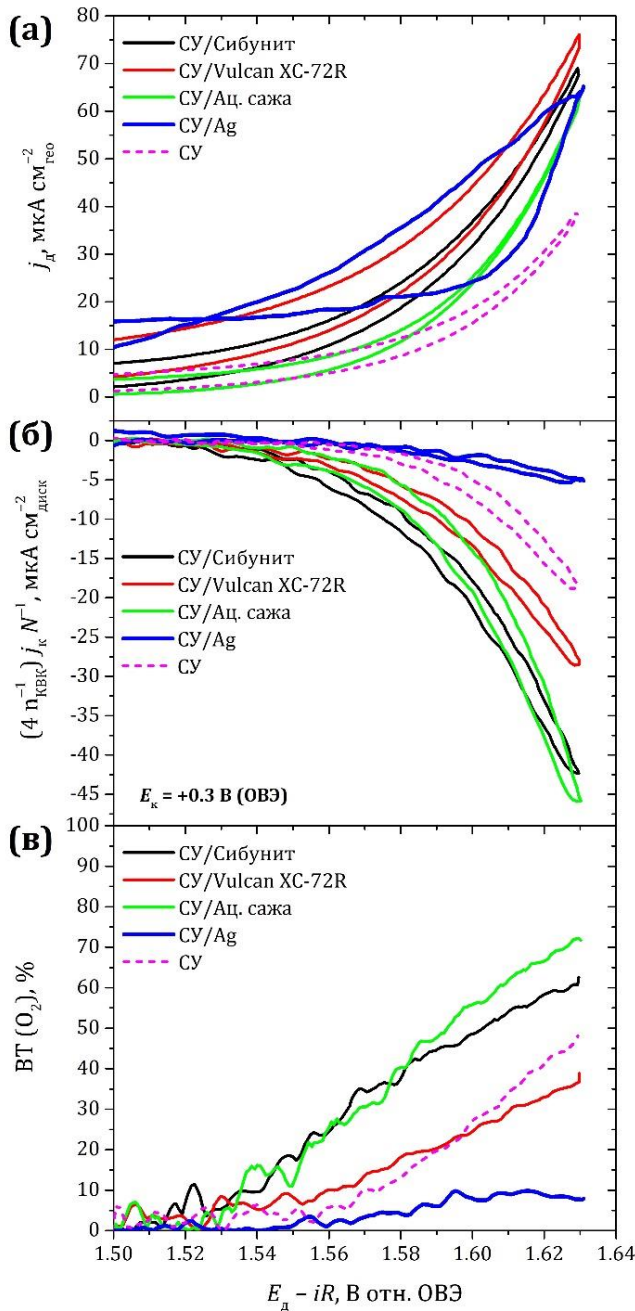 (а)
80
70
60
50
40
30
20
10
0
j_д, мкА см⁻²_гео
СУ/Сибунит
СУ/Vulcan XC-72R
СУ/Ац. сажа
СУ/Ag
СУ
(б)
0
-5
-10
-15
-20
-25
-30
-35
-40
-45
(4 n⁻¹_КВК) j_к N⁻¹, мкА см⁻²_диск
СУ/Сибунит
СУ/Vulcan XC-72R
СУ/Ац. сажа
СУ/Ag
СУ
E_к = +0.3 В (ОВЭ)
(в)
100
90
80
70
60
50
40
30
20
10
0
ВТ (O₂), %
СУ/Сибунит
СУ/Vulcan XC-72R
СУ/Ац. сажа
СУ/Ag
СУ
1.50 1.52 1.54 1.56 1.58 1.60 1.62 1.64
E_д – iR, В отн. ОВЭ